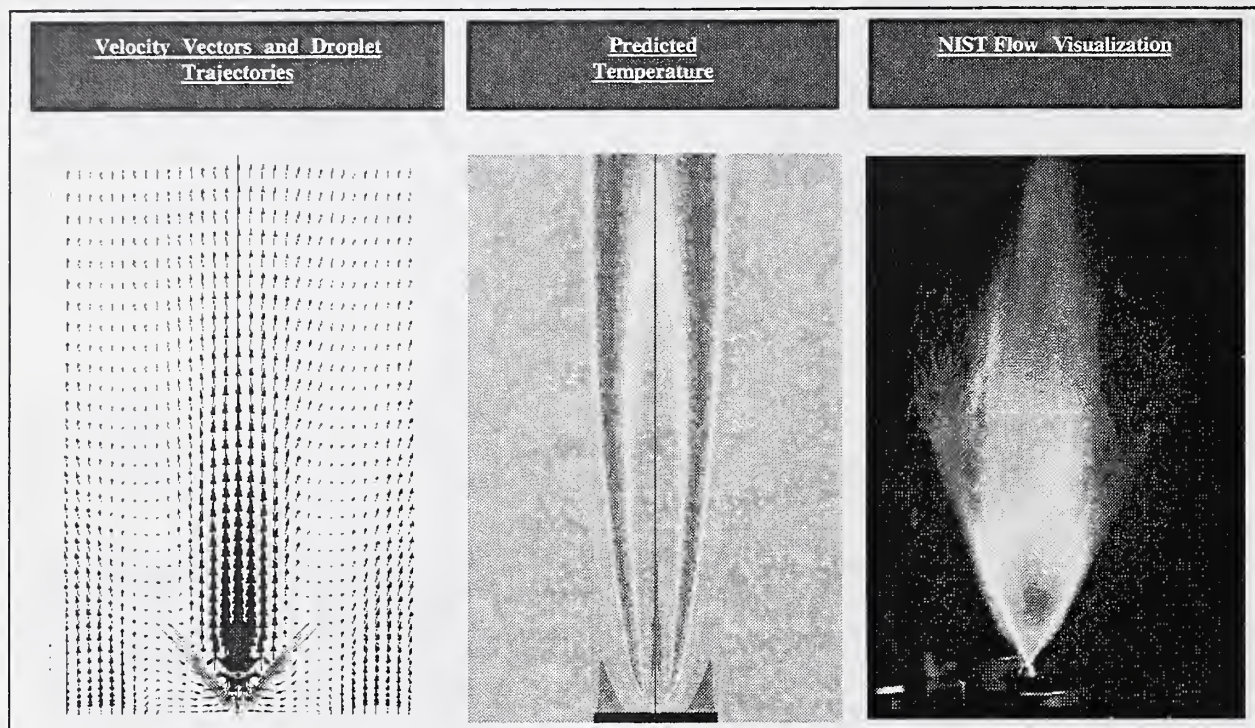 Velocity Vectors and Droplet
Trajectories
Predicted
Temperature
NIST Flow Visualization